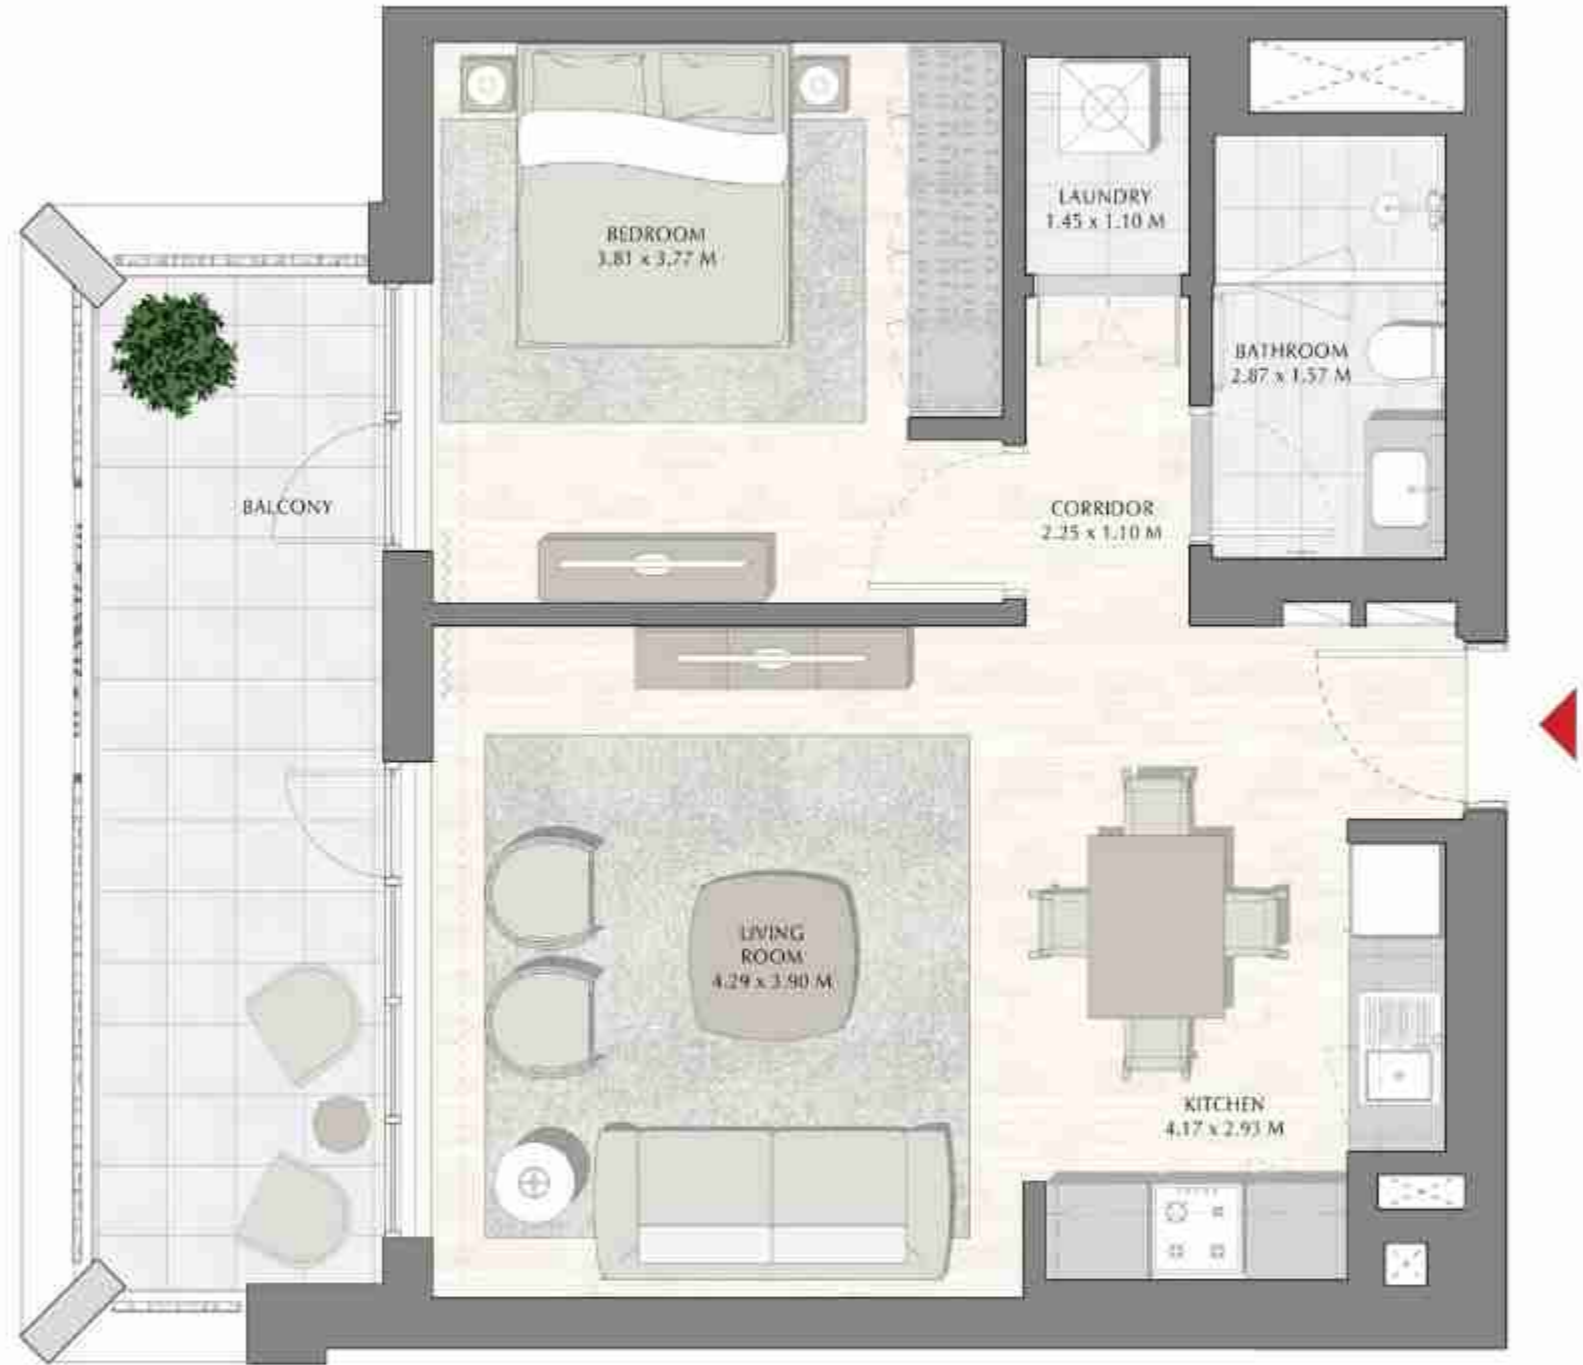 BEDROOM
3.81 x 3.77 M
LAUNDRY
1.45 x 1.10 M
BATHROOM
2.87 x 1.57 M
BALCONY
CORRIDOR
2.25 x 1.10 M
LIVING
ROOM
4.29 x 3.90 M
KITCHEN
4.17 x 2.93 M